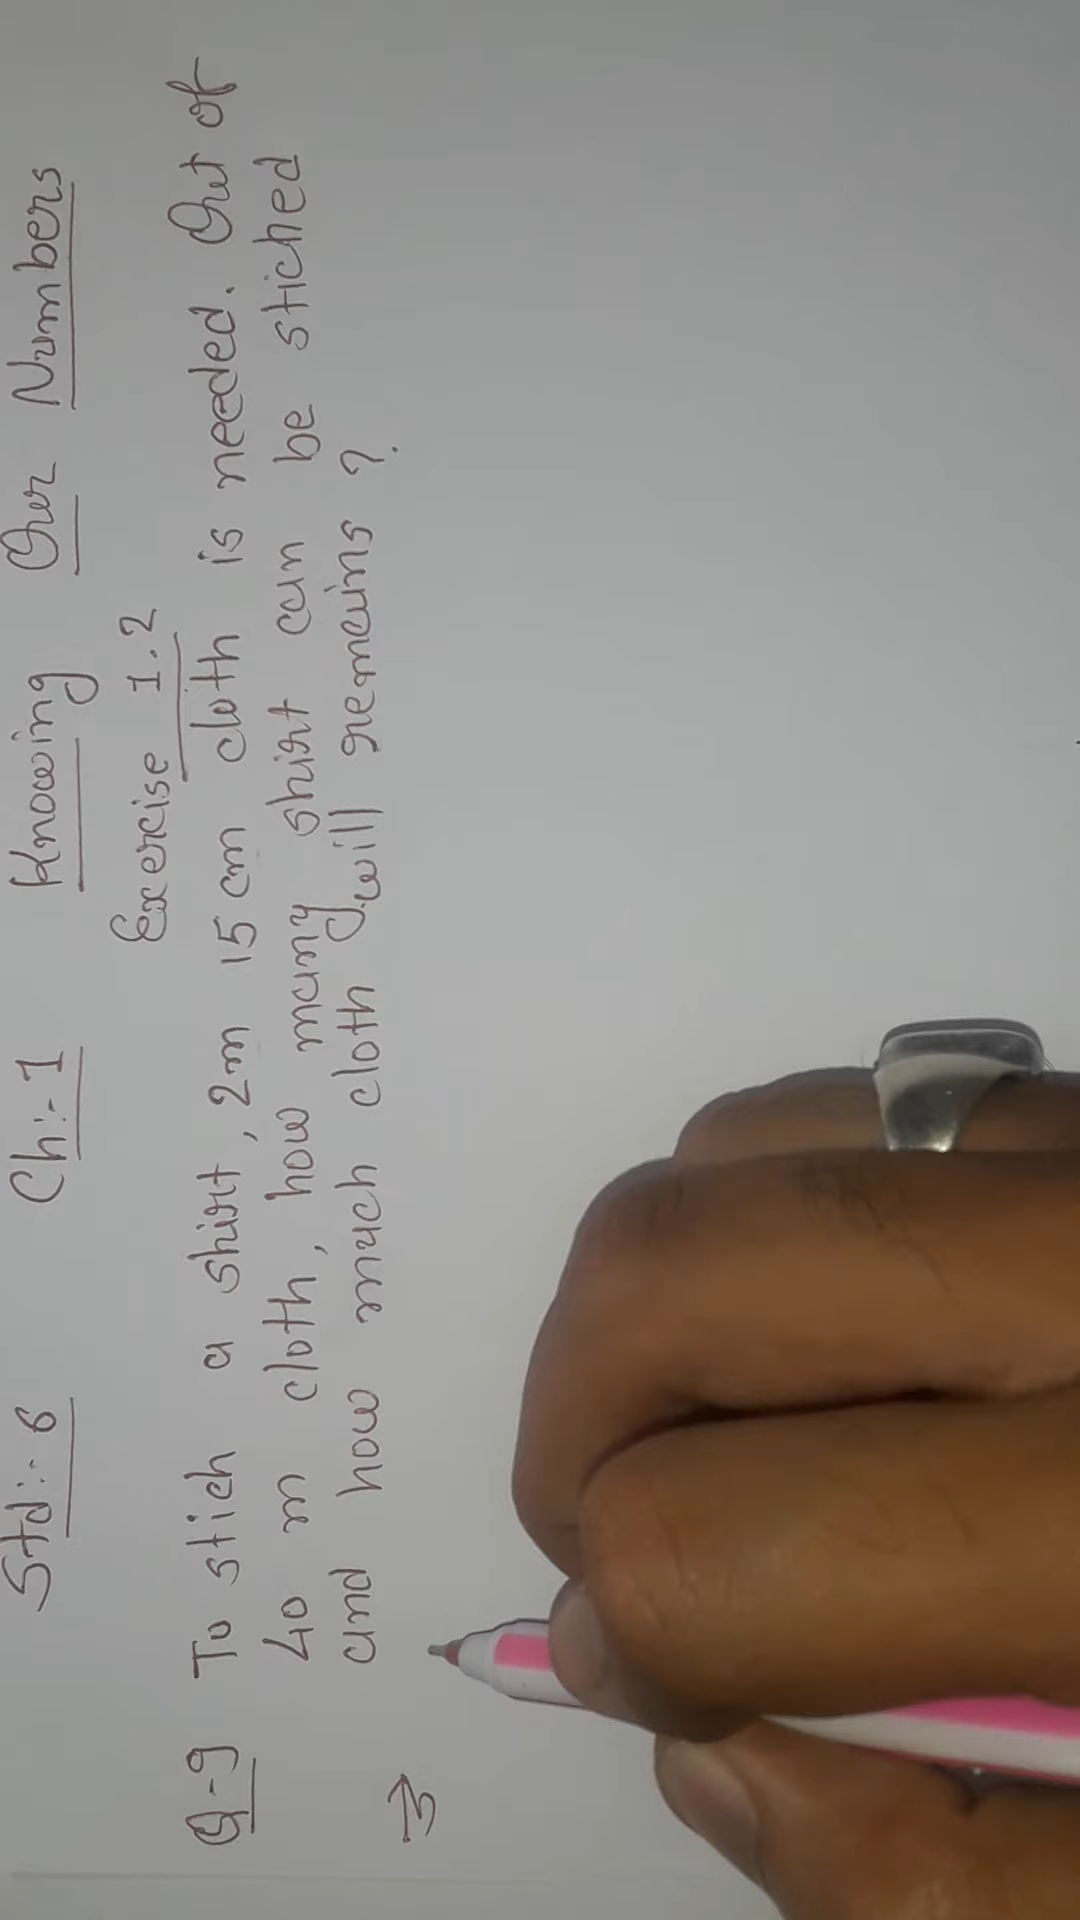 Std:- 6 Ch:- 1 Knowing Our Numbers
Exercise 1.2
Q-9 To stich a shirt, 2m 15 cm cloth is needed. Out of
40 m cloth, how many shirt can be stiched
and how much cloth will remains ?
⇒